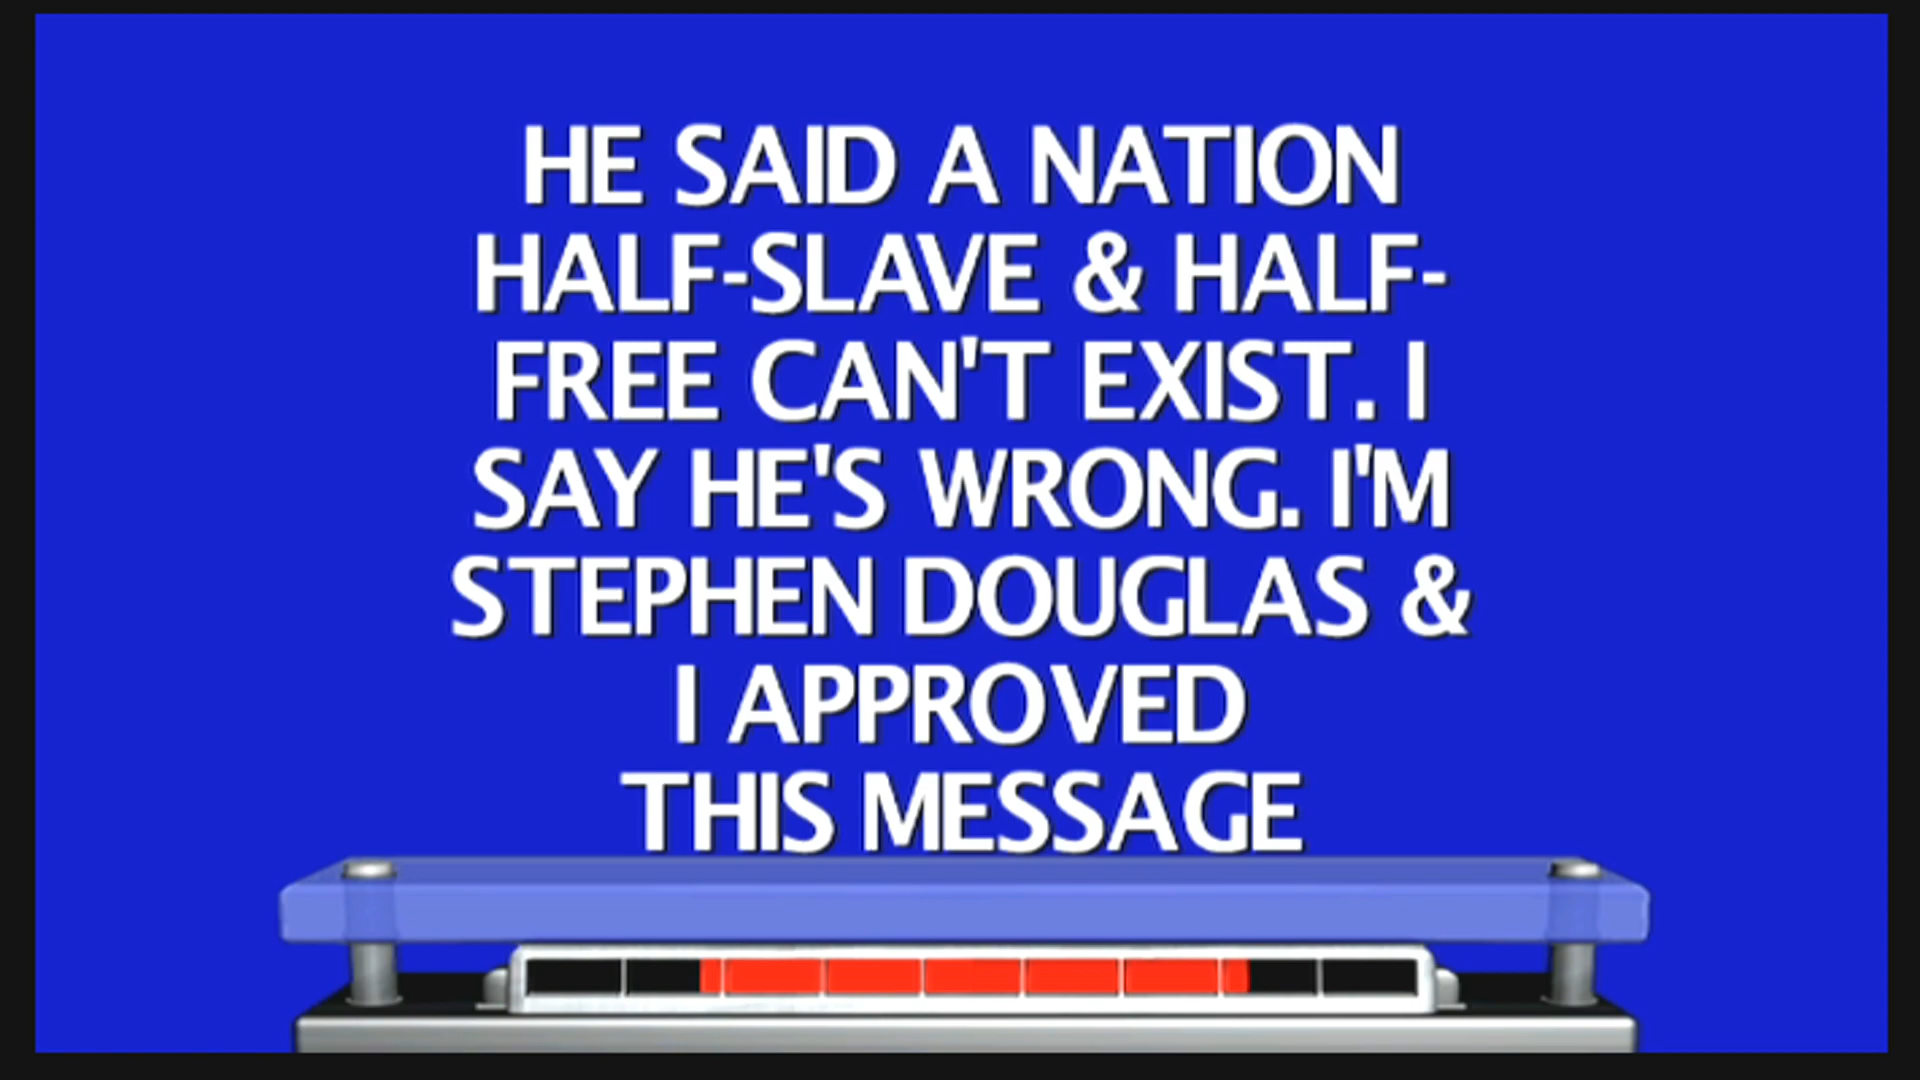 HE SAID A NATION
HALF-SLAVE & HALF-
FREE CAN'T EXIST. I
SAY HE'S WRONG. I'M
STEPHEN DOUGLAS &
I APPROVED
THIS MESSAGE